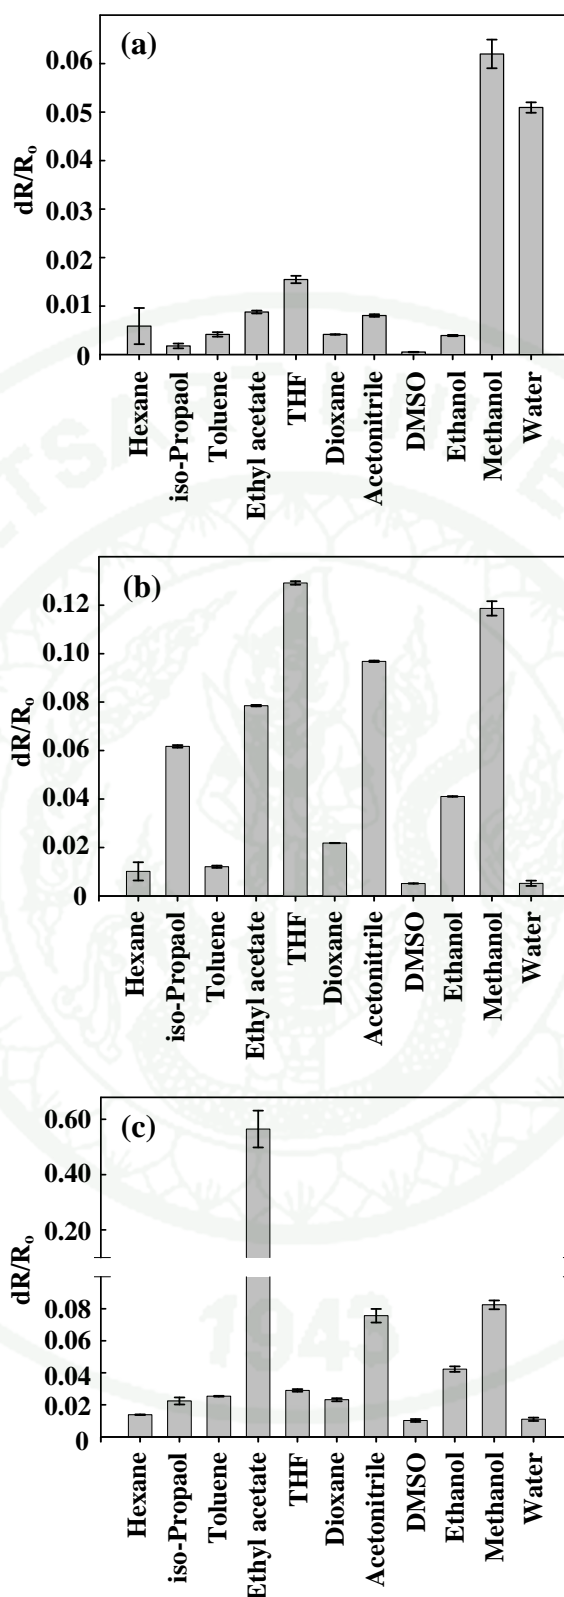 (a)
dR/Rₒ
0.06
0.05
0.04
0.03
0.02
0.01
0
Hexane
iso-Propaol
Toluene
Ethyl acetate
THF
Dioxane
Acetonitrile
DMSO
Ethanol
Methanol
Water
(b)
dR/Rₒ
0.12
0.10
0.08
0.06
0.04
0.02
0
Hexane
iso-Propaol
Toluene
Ethyl acetate
THF
Dioxane
Acetonitrile
DMSO
Ethanol
Methanol
Water
(c)
dR/Rₒ
0.60
0.40
0.20
0.08
0.06
0.04
0.02
0
Hexane
iso-Propaol
Toluene
Ethyl acetate
THF
Dioxane
Acetonitrile
DMSO
Ethanol
Methanol
Water
1943